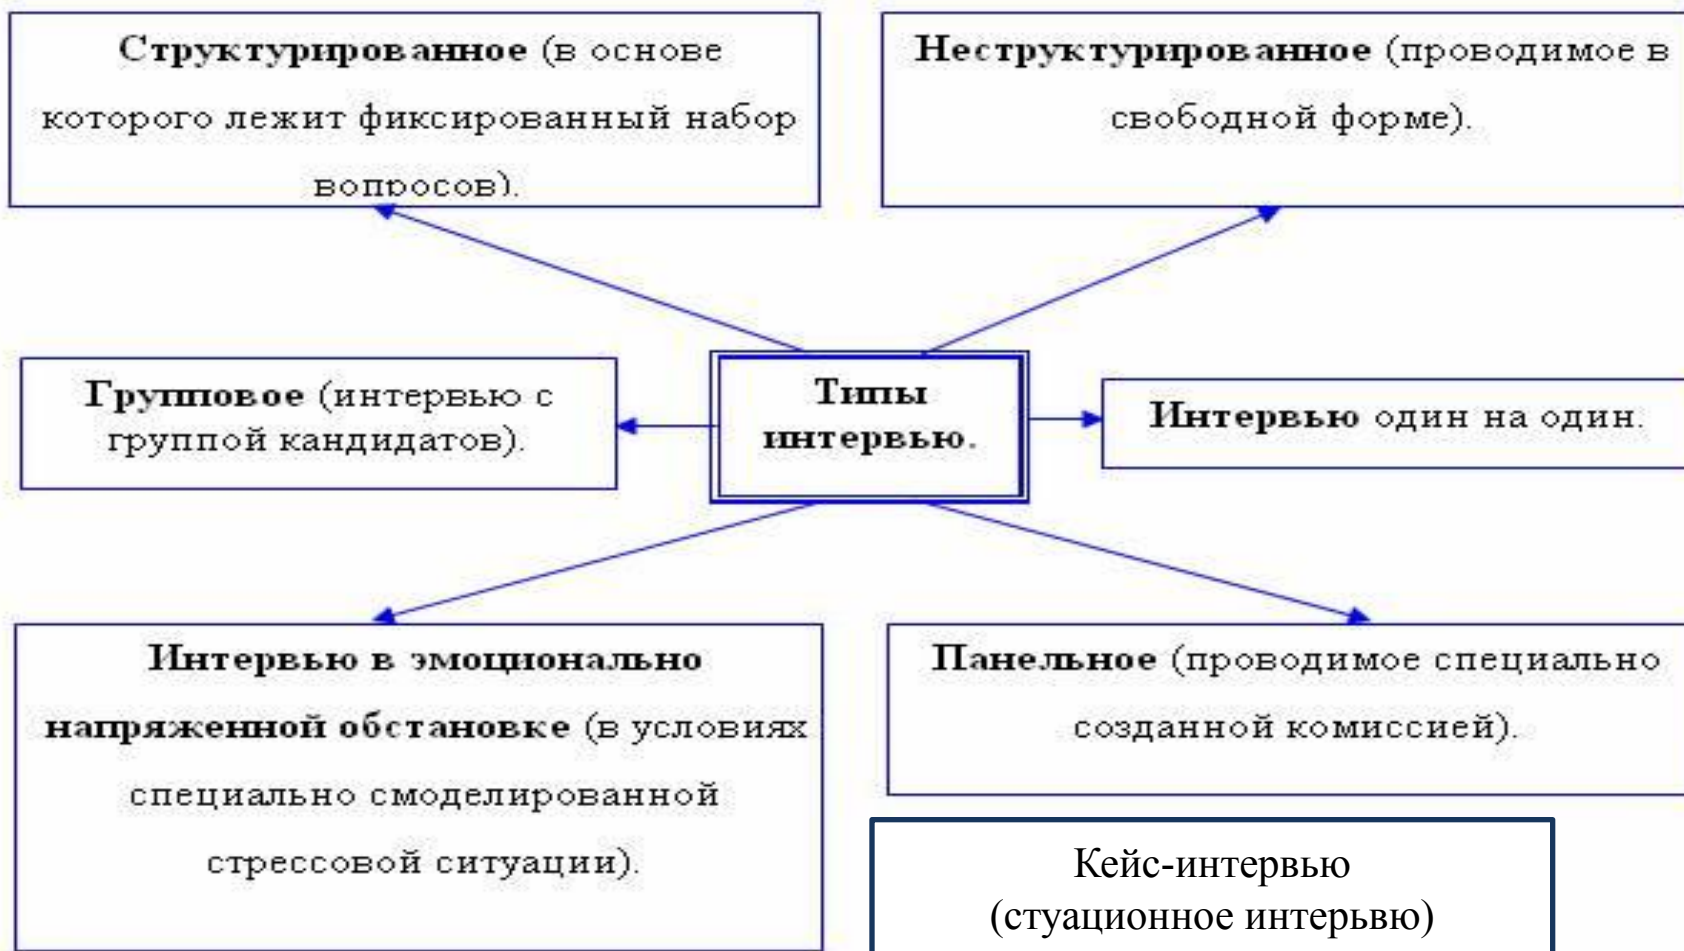 Структурированное (в основе
которого лежит фиксированный набор
вопросов).
Неструктурированное (проводимое в
свободной форме).
Групповое (интервью с
группой кандидатов).
Типы
интервью.
Интервью один на один.
Интервью в эмоционально
напряженной обстановке (в условиях
специально смоделированной
стрессовой ситуации).
Панельное (проводимое специально
созданной комиссией).
Кейс-интервью
(стуационное интерьвю)